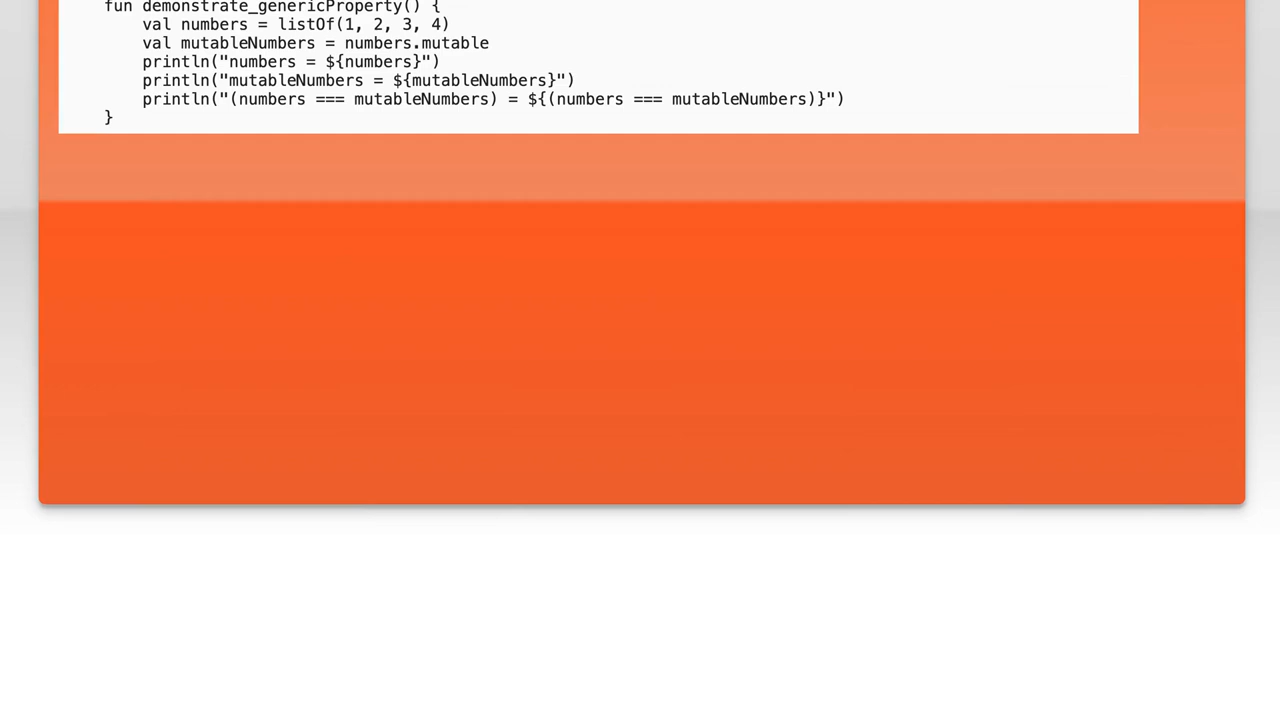 fun demonstrate_genericProperty() {
    val numbers = listOf(1, 2, 3, 4)
    val mutableNumbers = numbers.mutable
    println("numbers = ${numbers}")
    println("mutableNumbers = ${mutableNumbers}")
    println("(numbers === mutableNumbers) = ${(numbers === mutableNumbers)}")
}